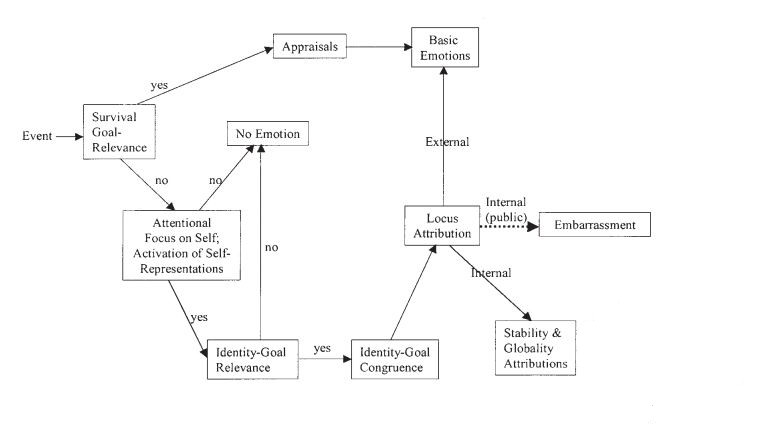 Appraisals
Basic
Emotions
yes
Event
Survival
Goal-
Relevance
No Emotion
External
no
no
Attentional
Focus on Self;
Activation of Self-
Representations
Locus
Attribution
Internal
(public)
Embarrassment
no
Internal
yes
Identity-Goal
Relevance
yes
Identity-Goal
Congruence
Stability &
Globality
Attributions